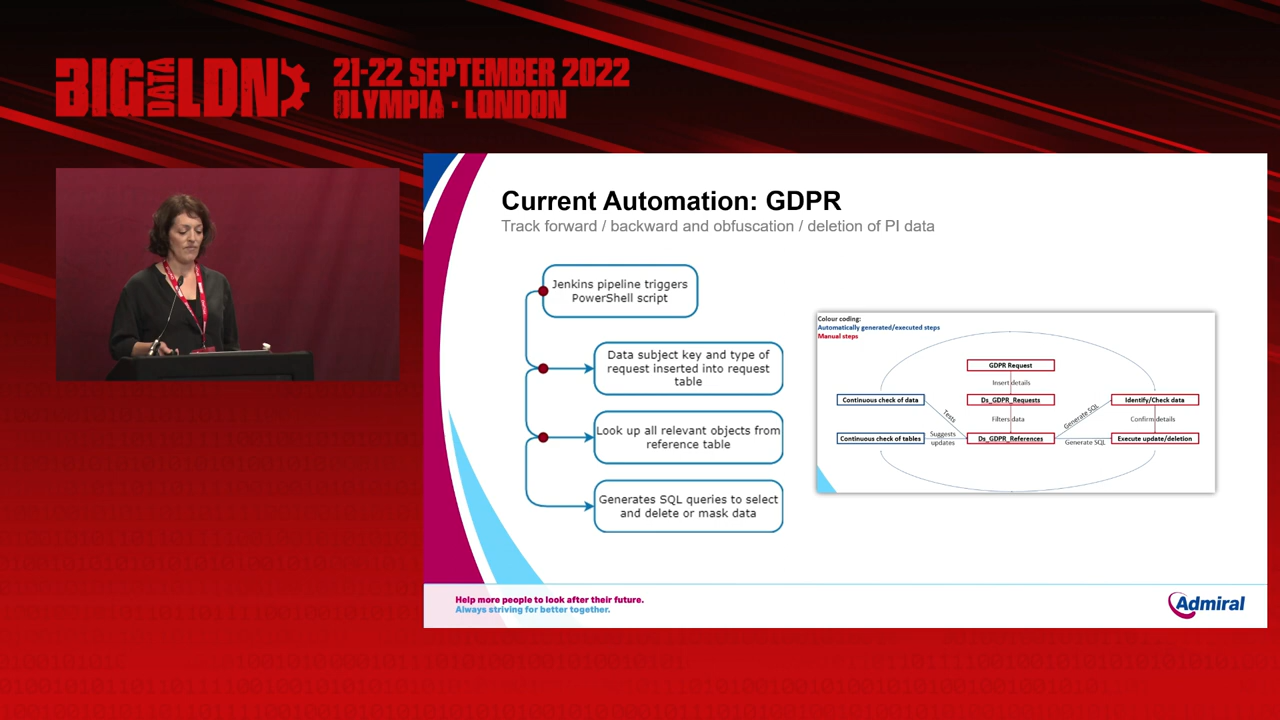 BIG DATA LDN
21-22 SEPTEMBER 2022
OLYMPIA · LONDON
Current Automation: GDPR
Track forward / backward and obfuscation / deletion of PI data
Jenkins pipeline triggers
PowerShell script
Data subject key and type of
request inserted into request
table
Look up all relevant objects from
reference table
Generates SQL queries to select
and delete or mask data
Colour coding:
Automatically generated/executed steps
Manual steps
GDPR Request
Insert details
Continuous check of data
Ds_GDPR_Requests
Identify/Check data
Tests
Filters data
Generate SQL
Confirm details
Continuous check of tables
Suggests
updates
Ds_GDPR_References
Generate SQL
Execute update/deletion
Help more people to look after their future.
Always striving for better together.
Admiral